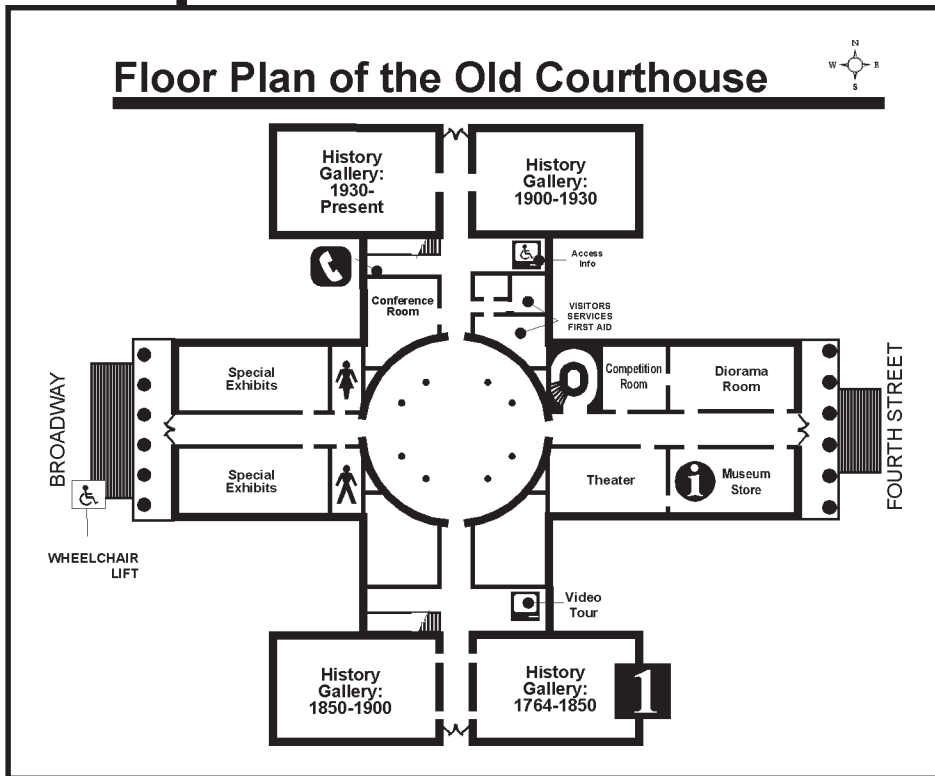 Floor Plan of the Old Courthouse
N
W
E
S
History
Gallery:
1930-
Present
History
Gallery:
1900-1930
Access
Info
Conference
Room
VISITORS
SERVICES
FIRST AID
BROADWAY
Special
Exhibits
Competition
Room
Diorama
Room
FOURTH STREET
Special
Exhibits
Theater
i
Museum
Store
WHEELCHAIR
LIFT
Video
Tour
History
Gallery:
1850-1900
History
Gallery:
1764-1850
1